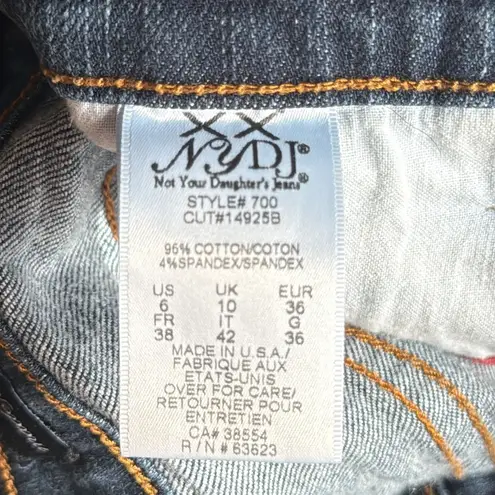 NYDJ®
Not Your Daughter's Jeans®
STYLE# 700
CUT#14925B
96% COTTON/COTON
4%SPANDEX/SPANDEX
US UK EUR
6 10 36
FR IT G
38 42 36
MADE IN U.S.A./
FABRIQUE AUX
ETATS-UNIS
OVER FOR CARE/
RETOURNER POUR
ENTRETIEN
CA# 38554
R/N # 63623